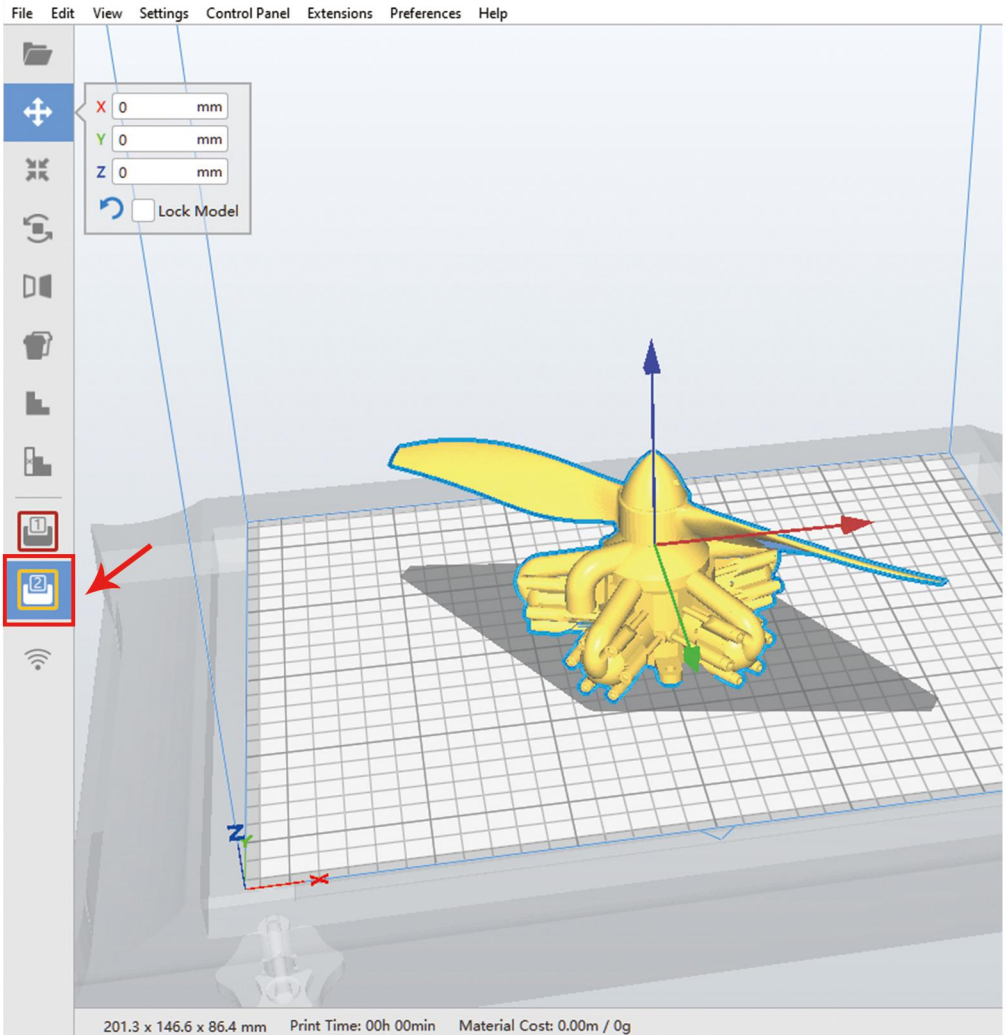 File Edit View Settings Control Panel Extensions Preferences Help
X 0 mm
Y 0 mm
Z 0 mm
Lock Model
1
2
Z
Y
X
201.3 x 146.6 x 86.4 mm Print Time: 00h 00min Material Cost: 0.00m / 0g